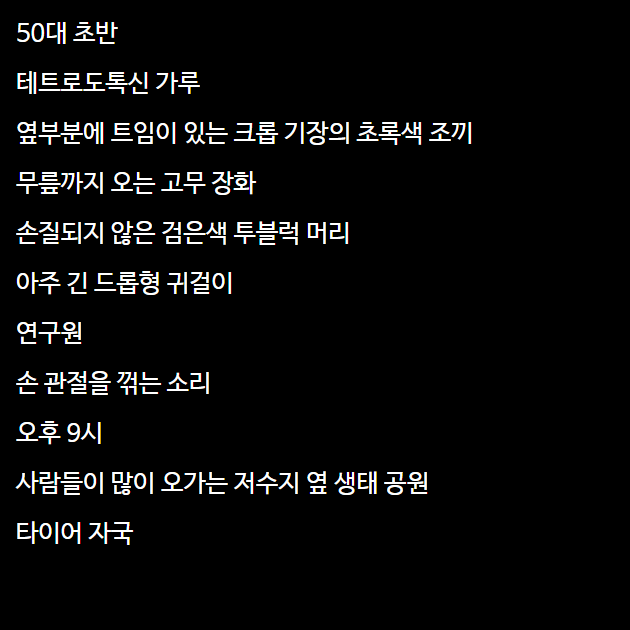 50대 초반
테트로도톡신 가루
옆부분에 트임이 있는 크롭 기장의 초록색 조끼
무릎까지 오는 고무 장화
손질되지 않은 검은색 투블럭 머리
아주 긴 드롭형 귀걸이
연구원
손 관절을 꺾는 소리
오후 9시
사람들이 많이 오가는 저수지 옆 생태 공원
타이어 자국